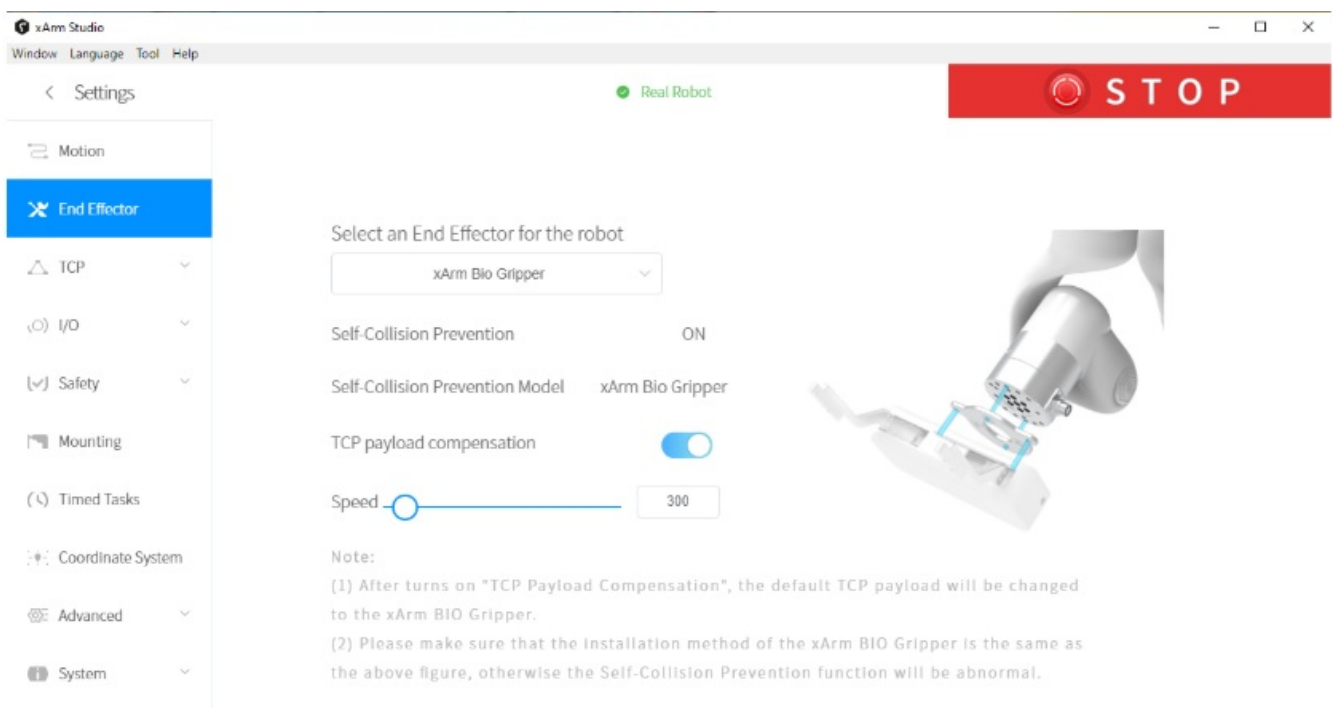 xArm Studio
Window Language Tool Help
Settings
Real Robot
STOP
Motion
End Effector
TCP
I/O
Safety
Mounting
Timed Tasks
Coordinate System
Advanced
System
Select an End Effector for the robot
xArm Bio Gripper
Self-Collision Prevention ON
Self-Collision Prevention Model xArm Bio Gripper
TCP payload compensation
Speed 300
Note:
(1) After turns on "TCP Payload Compensation", the default TCP payload will be changed
to the xArm BIO Gripper.
(2) Please make sure that the installation method of the xArm BIO Gripper is the same as
the above figure, otherwise the Self-Collision Prevention function will be abnormal.